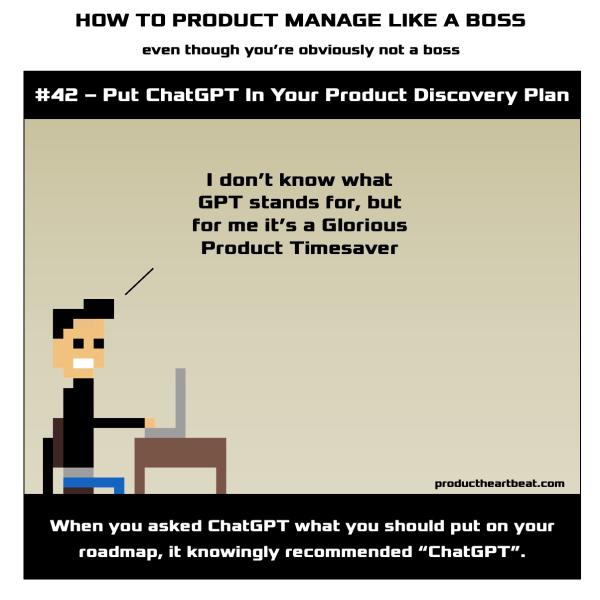 HOW TO PRODUCT MANAGE LIKE A BOSS
even though you're obviously not a boss
#42 – Put ChatGPT In Your Product Discovery Plan
I don't know what
GPT stands for, but
for me it's a Glorious
Product Timesaver
productheartbeat.com
When you asked ChatGPT what you should put on your
roadmap, it knowingly recommended “ChatGPT”.